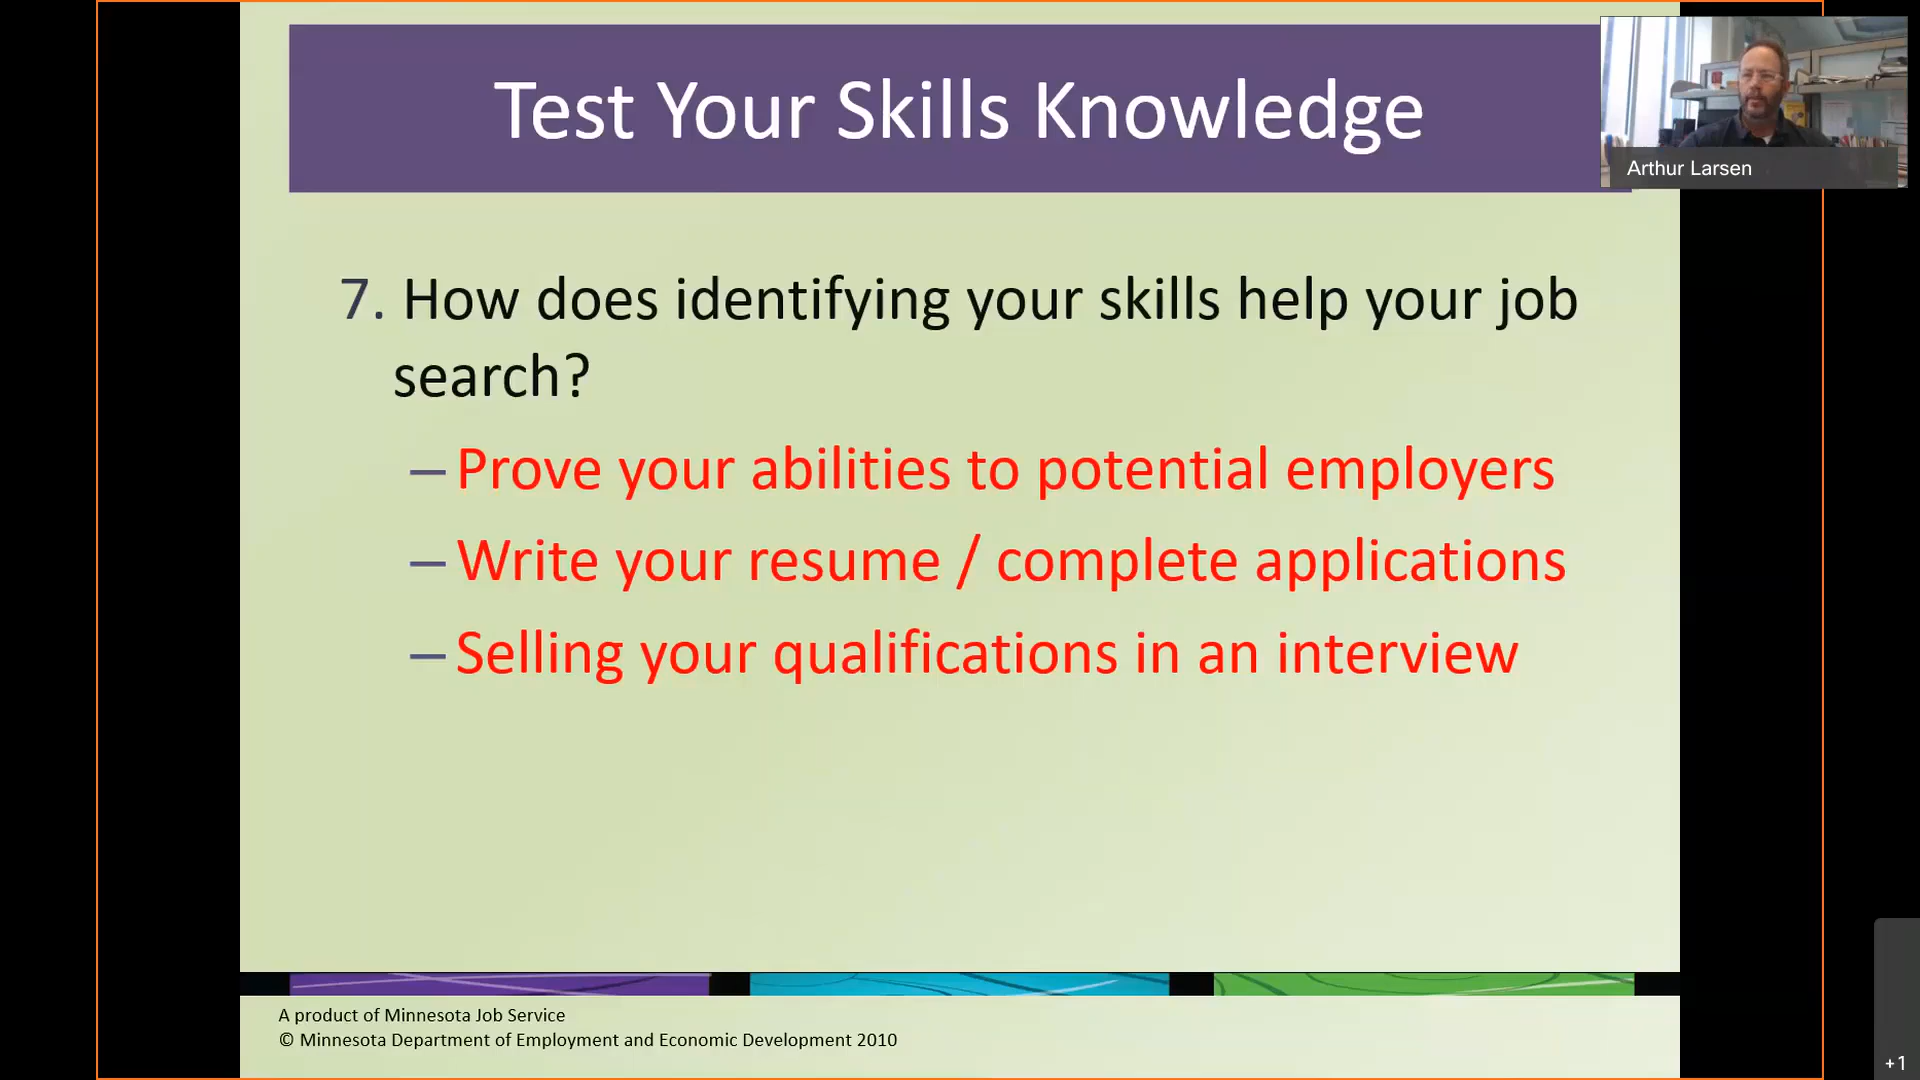 Test Your Skills Knowledge
Arthur Larsen
7. How does identifying your skills help your job
search?
– Prove your abilities to potential employers
– Write your resume / complete applications
– Selling your qualifications in an interview
A product of Minnesota Job Service
© Minnesota Department of Employment and Economic Development 2010
+1